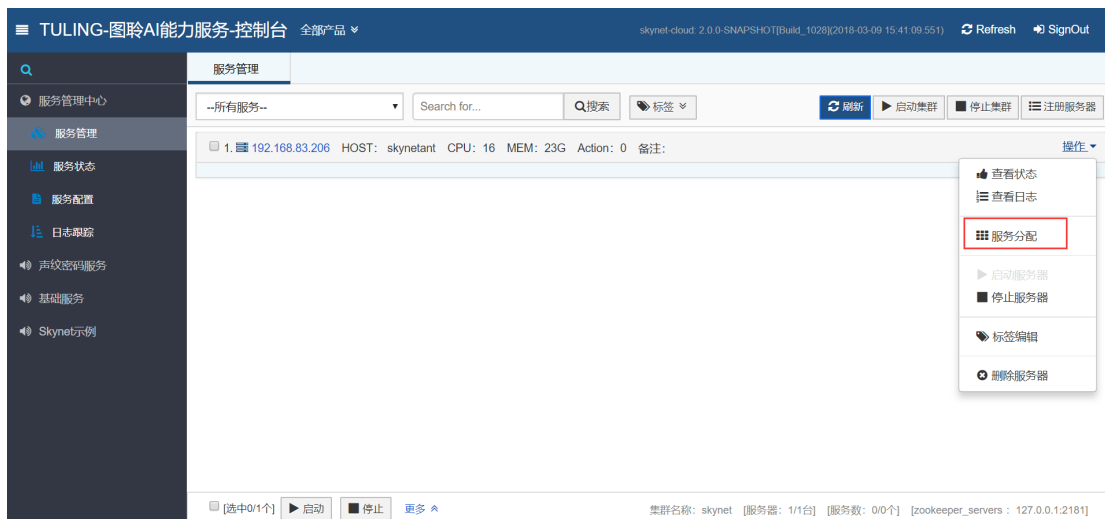 TULING-图聆AI能力服务-控制台 全部产品 skynet-cloud: 2.0.0-SNAPSHOT[Build_1028](2018-03-09 15:41:09.551) Refresh SignOut
服务管理
服务管理中心
--所有服务-- Search for... 搜索 标签 刷新 启动集群 停止集群 注册服务器
服务管理
1. 192.168.83.206 HOST: skynetant CPU: 16 MEM: 23G Action: 0 备注: 操作
服务状态
查看状态
服务配置
查看日志
日志跟踪
服务分配
声纹密码服务
启动服务器
基础服务
停止服务器
Skynet示例
标签编辑
删除服务器
[选中0/1个] 启动 停止 更多 集群名称: skynet [服务器: 1/1台] [服务数: 0/0个] [zookeeper_servers : 127.0.0.1:2181]